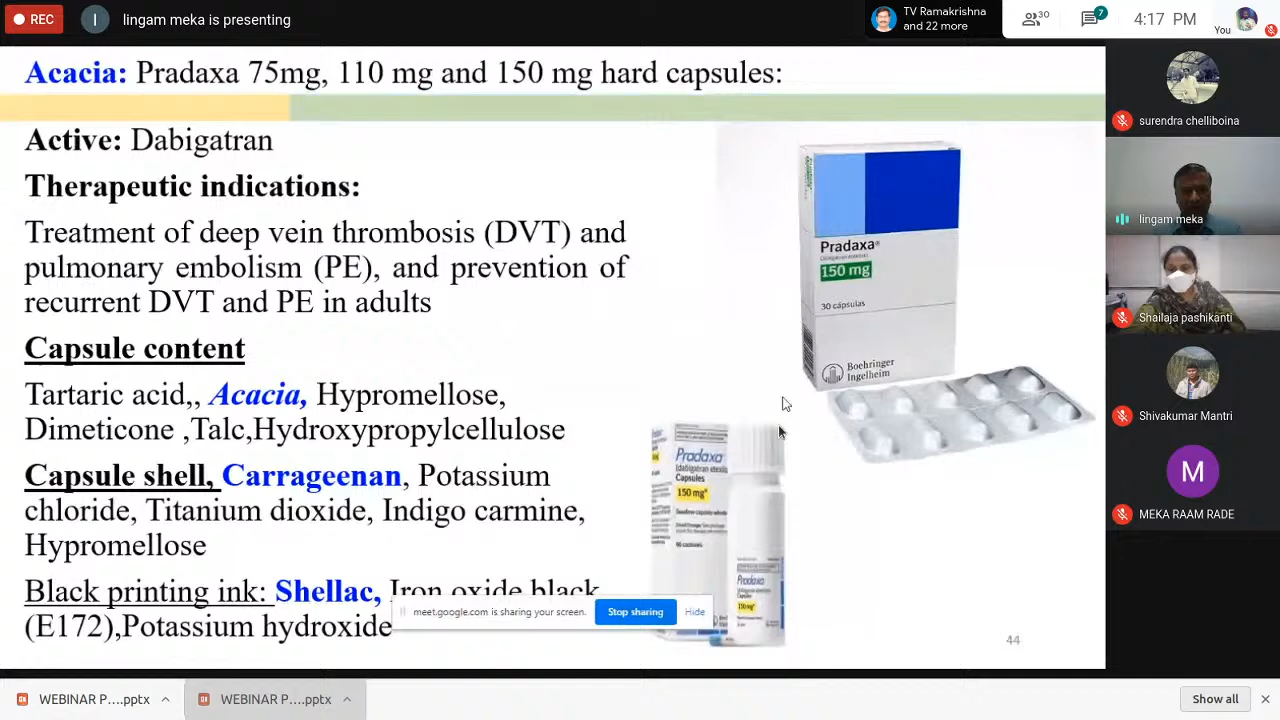 REC
I
lingam meka is presenting
TV Ramakrishna
and 22 more
30
7
4:17 PM
You
Acacia: Pradaxa 75mg, 110 mg and 150 mg hard capsules:
Active: Dabigatran
Therapeutic indications:
Treatment of deep vein thrombosis (DVT) and
pulmonary embolism (PE), and prevention of
recurrent DVT and PE in adults
Capsule content
Tartaric acid,, Acacia, Hypromellose,
Dimeticone ,Talc,Hydroxypropylcellulose
Capsule shell, Carrageenan, Potassium
chloride, Titanium dioxide, Indigo carmine,
Hypromellose
Black printing ink: Shellac, Iron oxide black
(E172),Potassium hydroxide
Pradaxa®
150 mg
30 cápsulas
Boehringer
Ingelheim
Pradaxa
Capsules
150 mg
Pradaxa
150 mg
meet.google.com is sharing your screen.
Stop sharing
Hide
44
surendra chelliboina
lingam meka
Shailaja pashikanti
Shivakumar Mantri
M
MEKA RAAM RADE
WEBINAR P....pptx
WEBINAR P....pptx
Show all